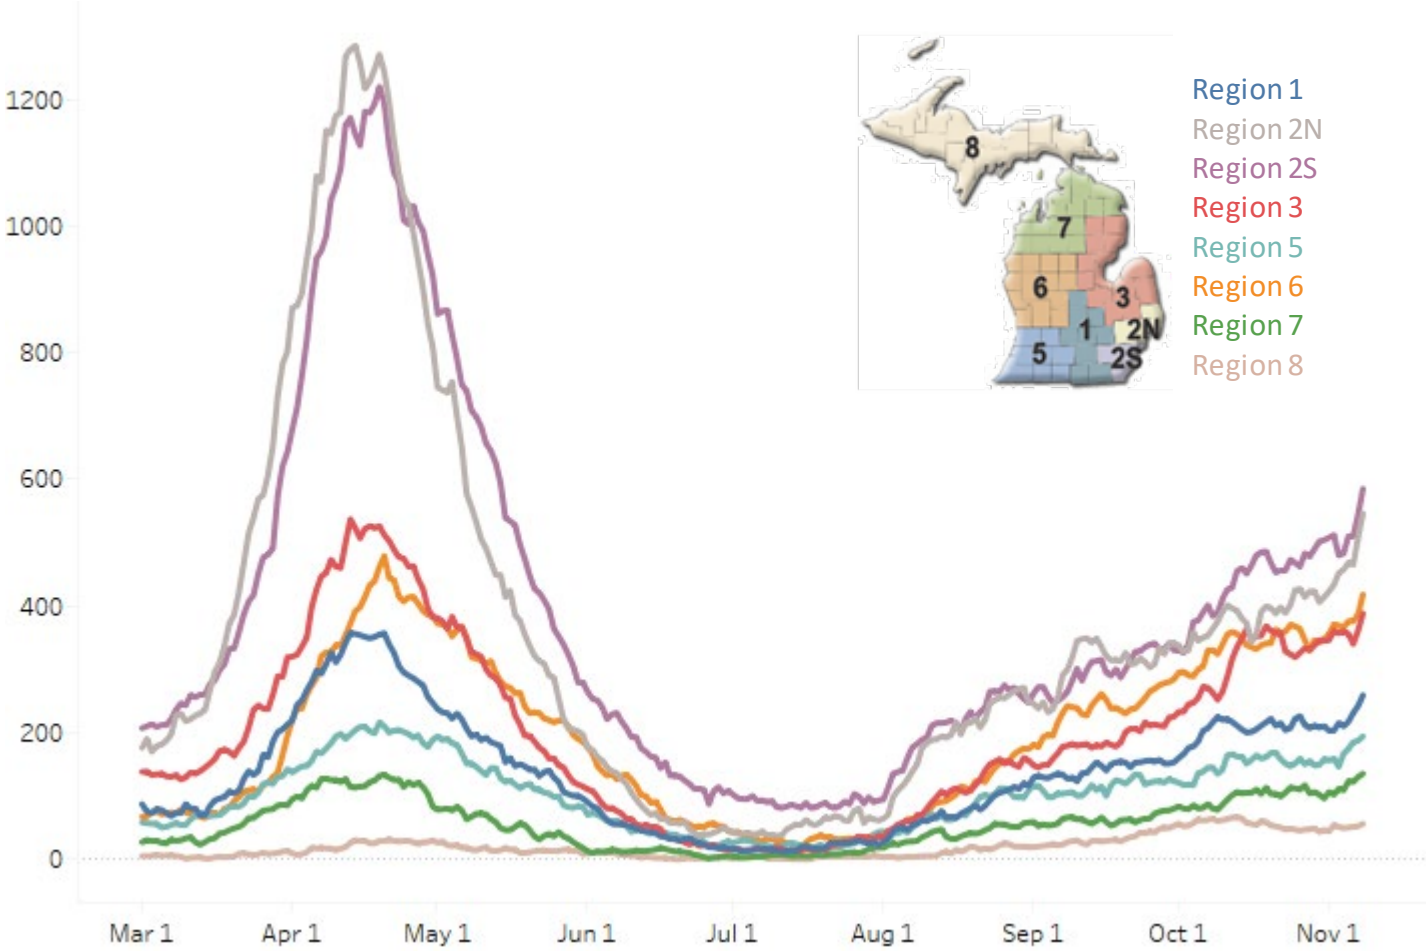 1200
1000
800
600
400
200
0
Mar 1 Apr 1 May 1 Jun 1 Jul 1 Aug 1 Sep 1 Oct 1 Nov 1
8
7
6
3
1
2N
5
2S
Region 1
Region 2N
Region 2S
Region 3
Region 5
Region 6
Region 7
Region 8